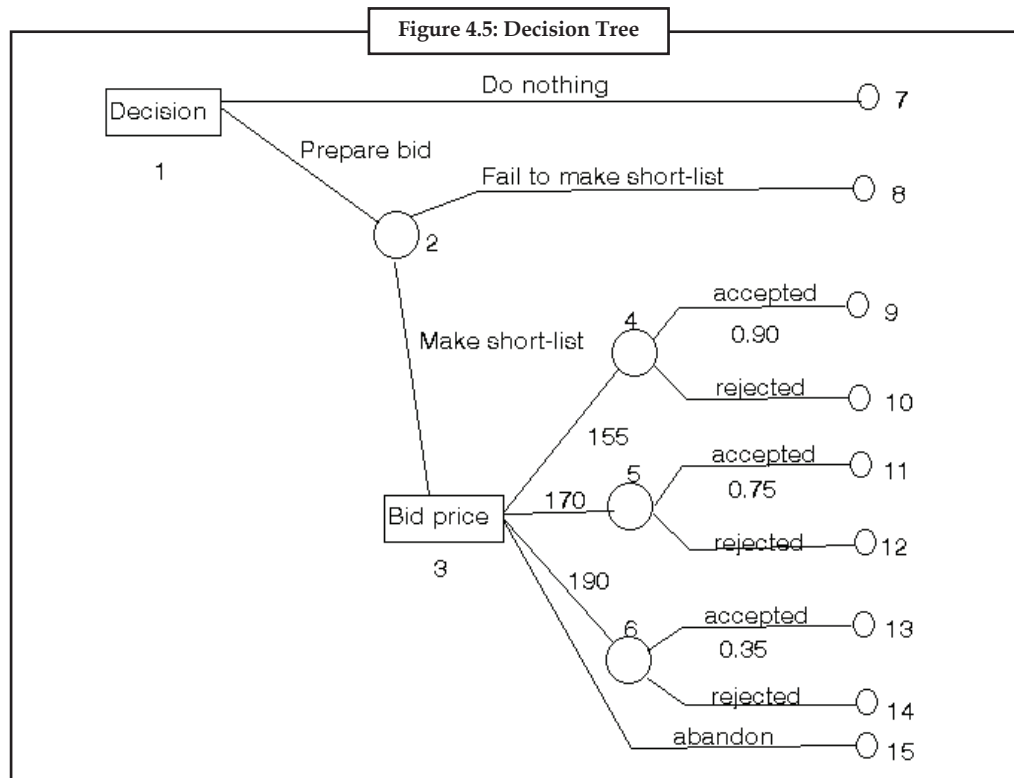 Figure 4.5: Decision Tree
Do nothing
7
Decision
1
Prepare bid
Fail to make short-list
8
2
accepted
9
4
0.90
Make short-list
rejected
10
155
accepted
11
5
170
0.75
Bid price
rejected
12
3
190
accepted
13
6
0.35
rejected
14
abandon
15